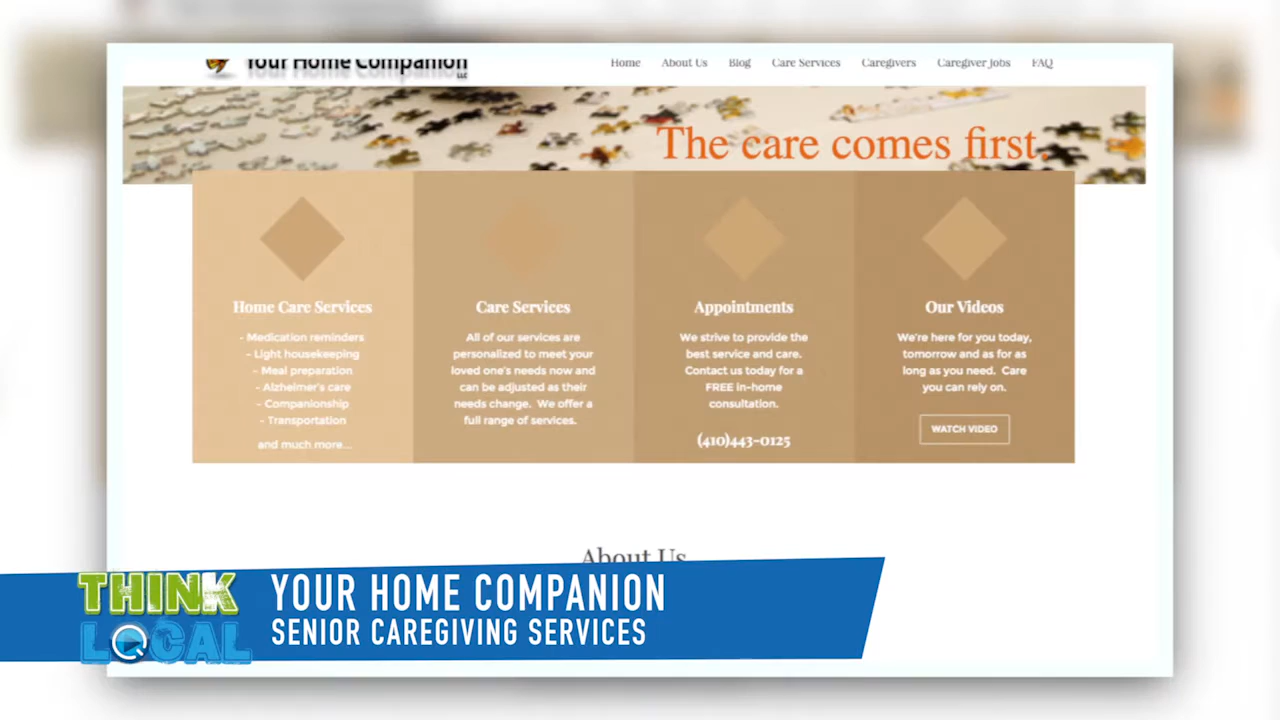 Your Home Companion
LLC
Home About Us Blog Care Services Caregivers Caregiver Jobs FAQ
The care comes first.
Home Care Services
- Medication reminders
- Light housekeeping
- Meal preparation
- Alzheimer's care
- Companionship
- Transportation
and much more...
Care Services
All of our services are
personalized to meet your
loved one's needs now and
can be adjusted as their
needs change. We offer a
full range of services.
Appointments
We strive to provide the
best service and care.
Contact us today for a
FREE in-home
consultation.
(410)443-0125
Our Videos
We're here for you today,
tomorrow and as for as
long as you need. Care
you can rely on.
WATCH VIDEO
About Us
THINK
LOCAL
YOUR HOME COMPANION
SENIOR CAREGIVING SERVICES